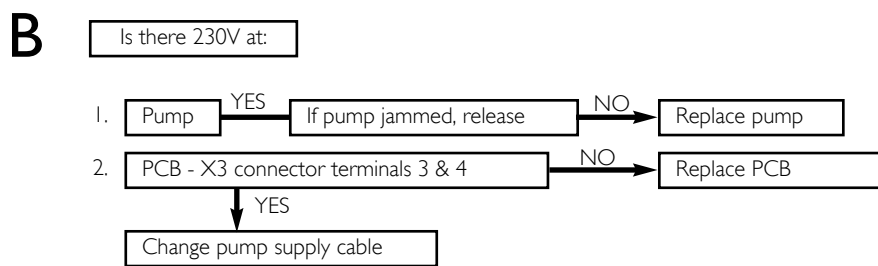 B
Is there 230V at:
1. Pump YES If pump jammed, release NO Replace pump
2. PCB - X3 connector terminals 3 & 4 NO Replace PCB
YES
Change pump supply cable